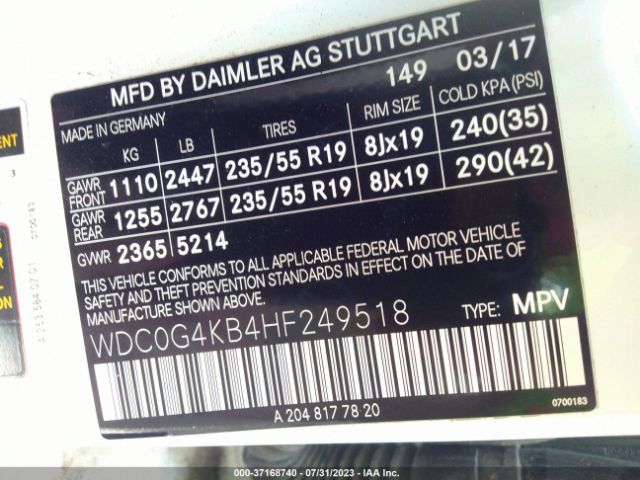 MFD BY DAIMLER AG STUTTGART
149 03/17
MADE IN GERMANY
KG LB TIRES RIM SIZE COLD KPA (PSI)
GAWR FRONT 1110 2447 235/55 R19 8Jx19 240(35)
GAWR REAR 1255 2767 235/55 R19 8Jx19 290(42)
GVWR 2365 5214
THIS VEHICLE CONFORMS TO ALL APPLICABLE FEDERAL MOTOR VEHICLE
SAFETY AND THEFT PREVENTION STANDARDS IN EFFECT ON THE DATE OF
MANUFACTURE SHOWN ABOVE.
WDC0G4KB4HF249518 TYPE: MPV
A 204 817 78 20
0700183
ENT
3
0700183
S
ION
000-37168740 - 07/31/2023 - IAA Inc.